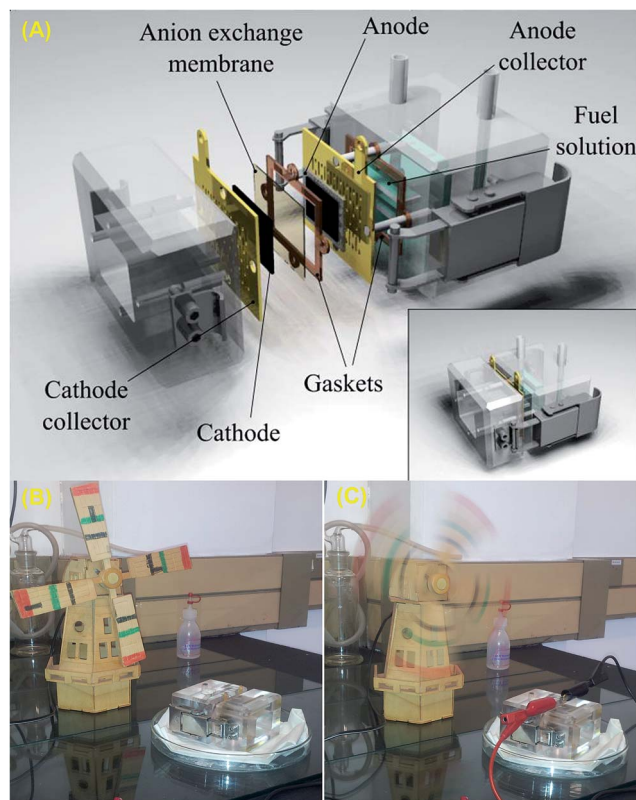 (A)
Anion exchange
membrane
Anode
Anode
collector
Fuel
solution
Cathode
collector
Cathode
Gaskets
(B)
(C)